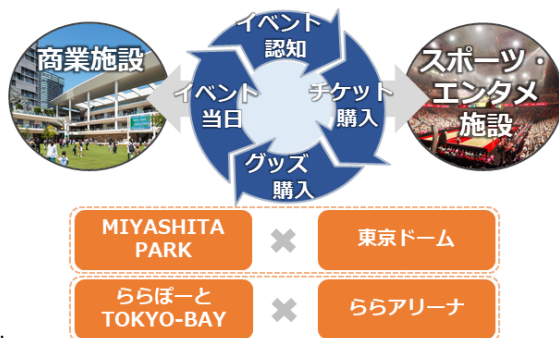 イベント
認知
商業施設
スポーツ・
エンタメ
施設
イベント
当日
チケット
購入
グッズ
購入
MIYASHITA
PARK
✖
東京ドーム
ららぽーと
TOKYO-BAY
✖
ららアリーナ
.